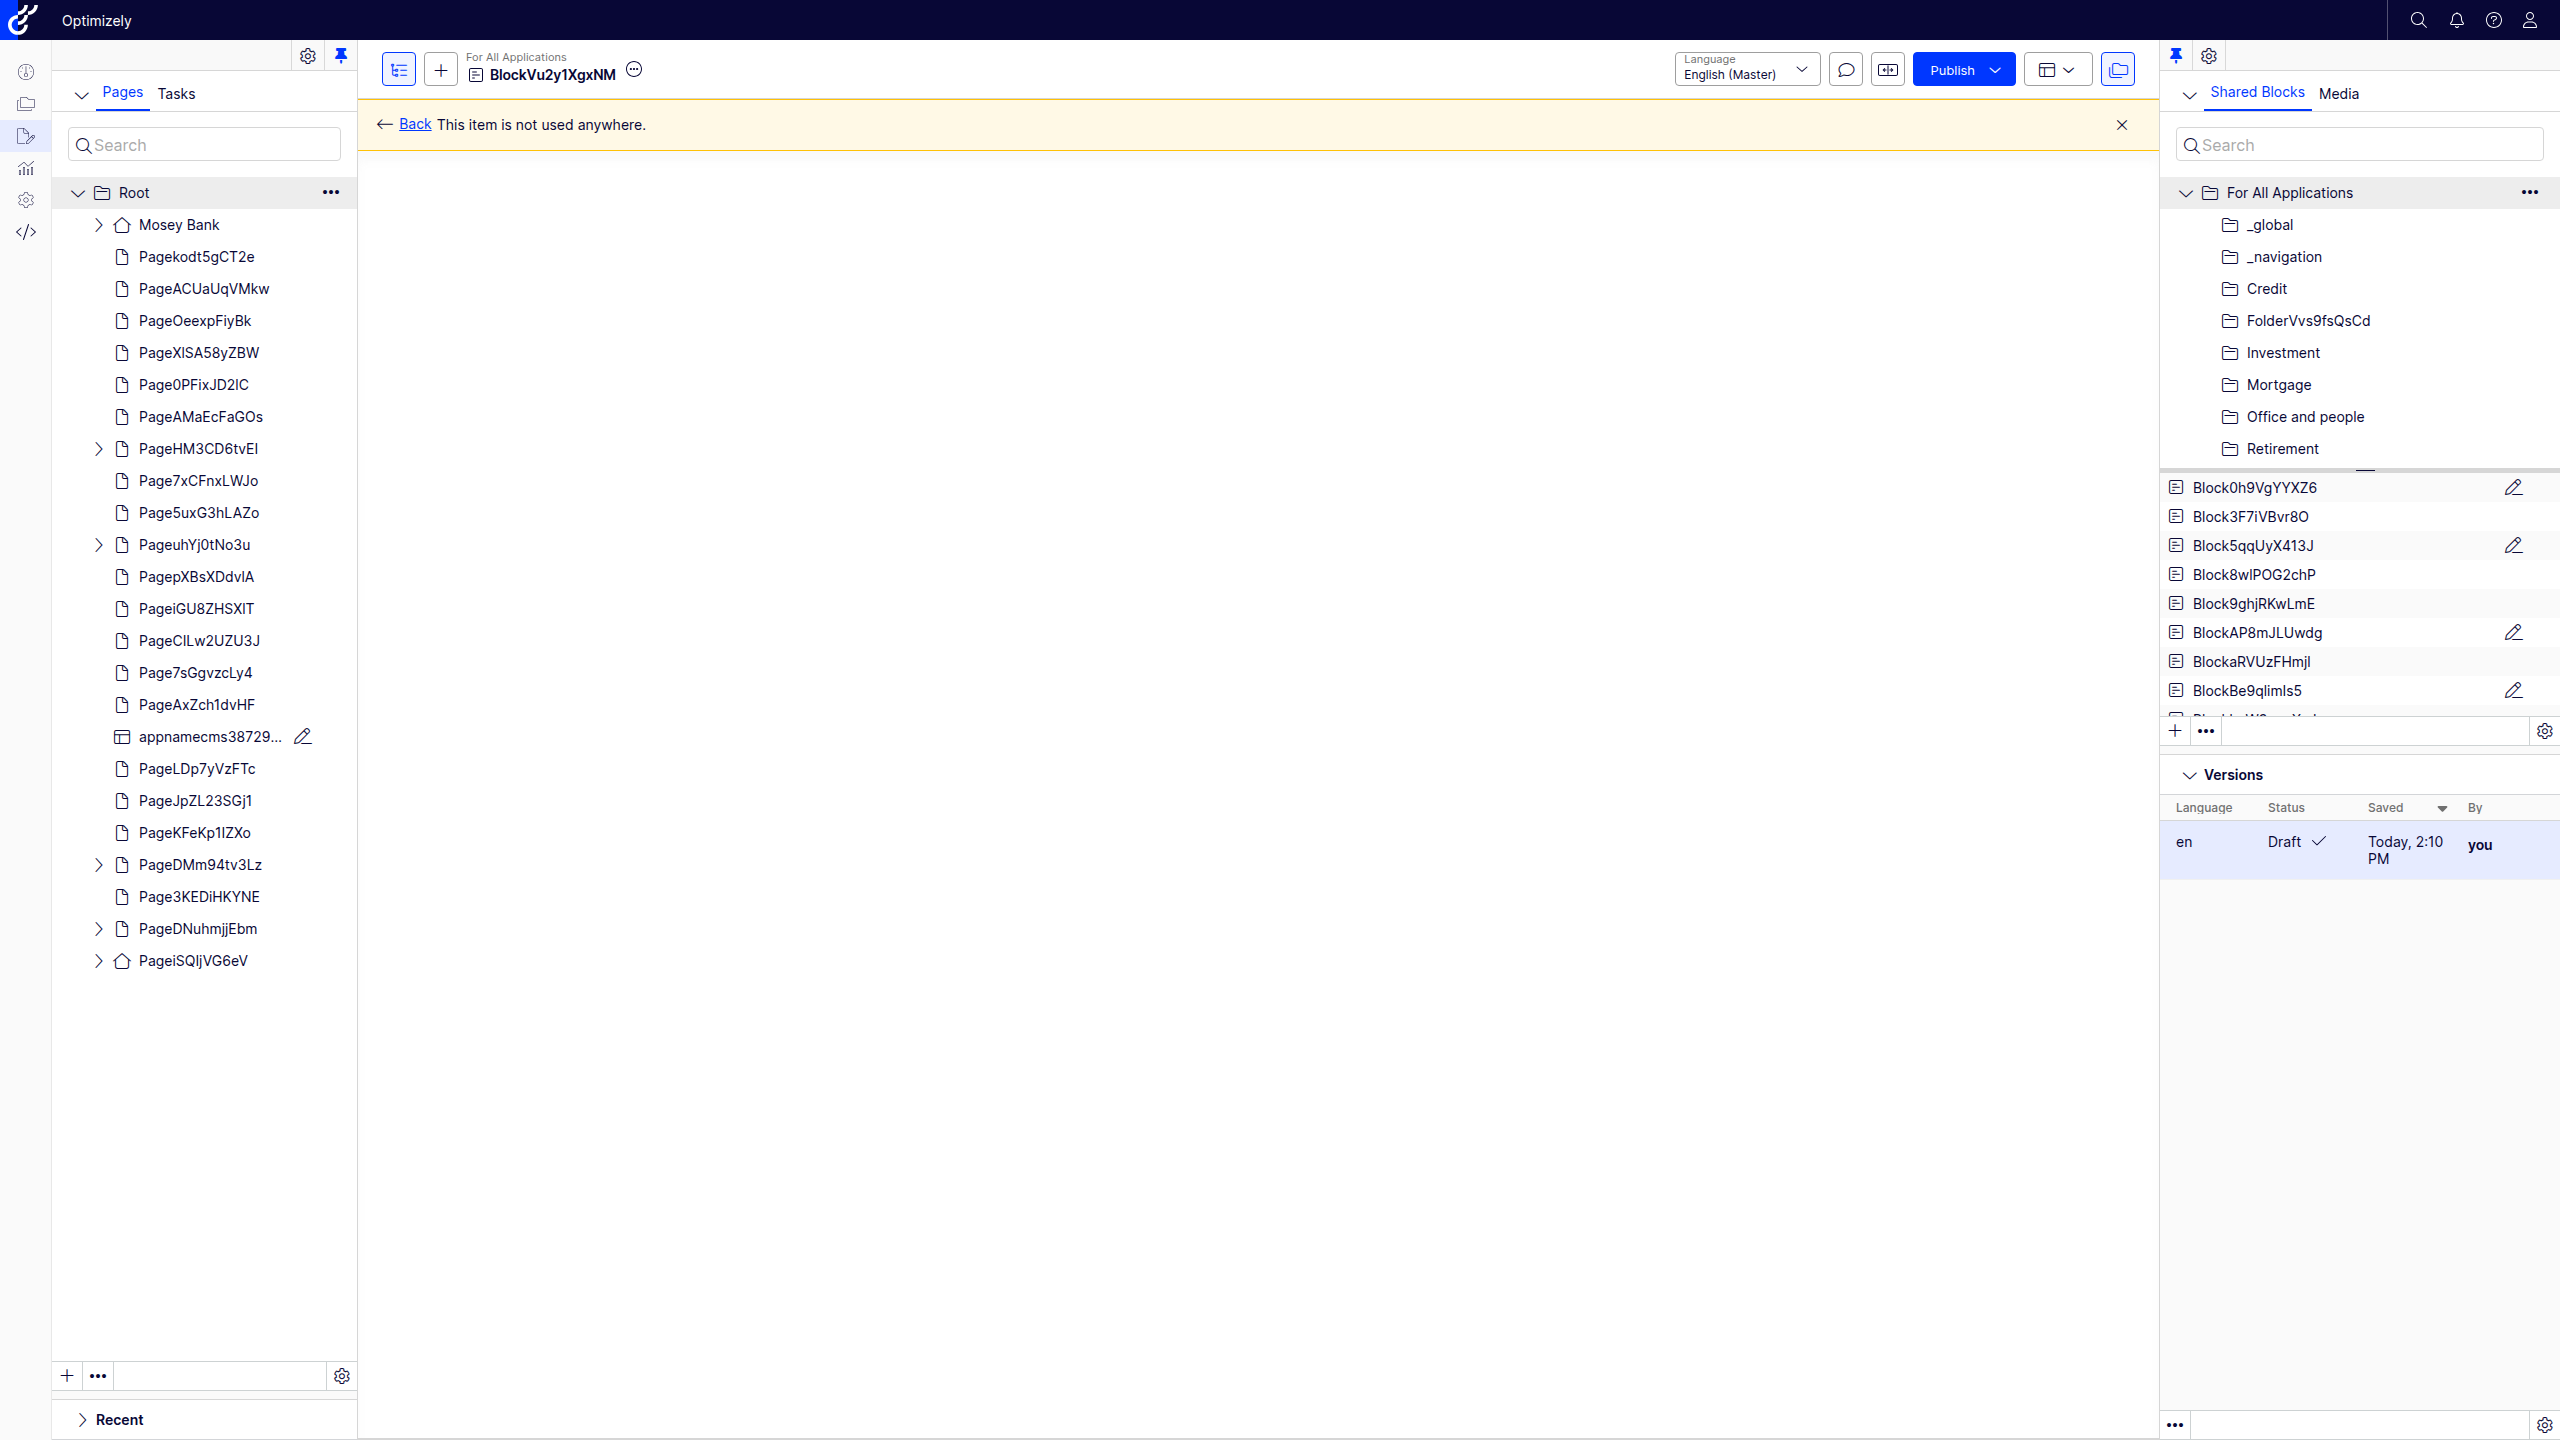 Optimizely
Pages
Tasks
Search
Root
Mosey Bank
Pagekodt5gCT2e
PageACUaUqVMkw
PageOeexpFiyBk
PageXlSA58yZBW
Page0PFixJD2lC
PageAMaEcFaGOs
PageHM3CD6tvEl
Page7xCFnxLWJo
Page5uxG3hLAZo
PageuhYj0tNo3u
PagepXBsXDdvlA
PageiGU8ZHSXlT
PageClLw2UZU3J
Page7sGgvzcLy4
PageAxZch1dvHF
appnamecms38729...
PageLDp7yVzFTc
PageJpZL23SGj1
PageKFeKp1lZXo
PageDMm94tv3Lz
Page3KEDiHKYNE
PageDNuhmjjEbm
PageiSQljVG6eV
Recent
For All Applications
BlockVu2y1XgxNM
Language
English (Master)
Publish
Back This item is not used anywhere.
Shared Blocks
Media
Search
For All Applications
_global
_navigation
Credit
FolderVvs9fsQsCd
Investment
Mortgage
Office and people
Retirement
Block0h9VgYYXZ6
Block3F7iVBvr8O
Block5qqUyX413J
Block8wlPOG2chP
Block9ghjRKwLmE
BlockAP8mJLUwdg
BlockaRVUzFHmjl
BlockBe9qlimls5
Versions
Language Status Saved By
en Draft Today, 2:10 PM you